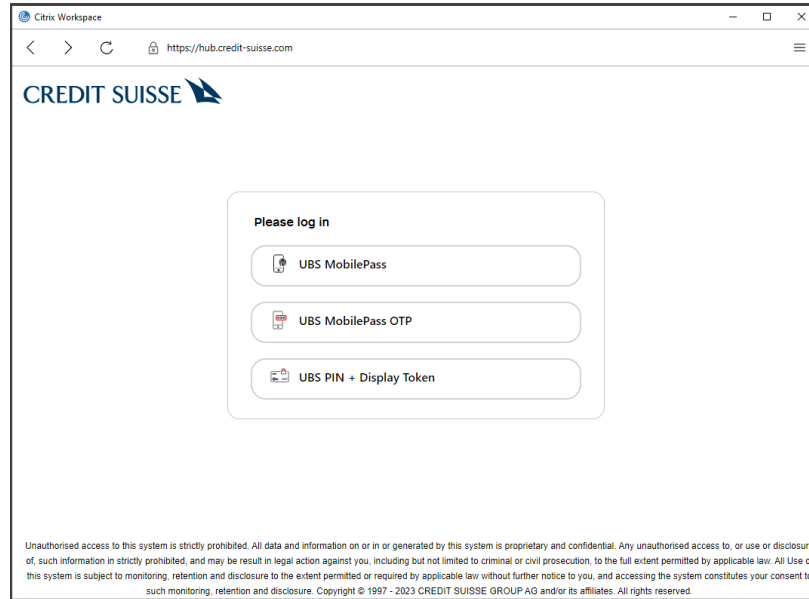 Citrix Workspace
https://hub.credit-suisse.com
CREDIT SUISSE
Please log in
UBS MobilePass
UBS MobilePass OTP
UBS PIN + Display Token
Unauthorised access to this system is strictly prohibited. All data and information on or in or generated by this system is proprietary and confidential. Any unauthorised access to, or use or disclosur
of, such information in strictly prohibited, and may be result in legal action against you, including but not limited to criminal or civil prosecution, to the full extent permitted by applicable law. All Use o
this system is subject to monitoring, retention and disclosure to the extent permitted or required by applicable law without further notice to you, and accessing the system constitutes your consent to
such monitoring, retention and disclosure. Copyright © 1997 - 2023 CREDIT SUISSE GROUP AG and/or its affiliates. All rights reserved.